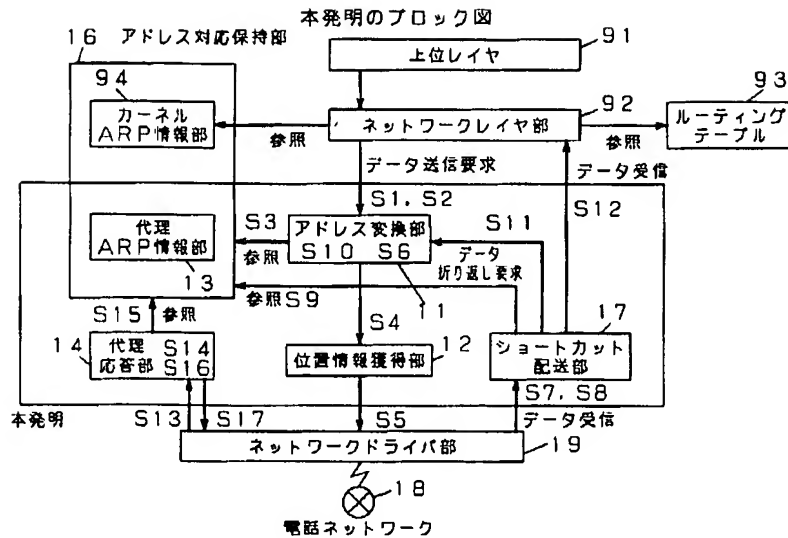 本発明のブロック図
16 アドレス対応保持部
91
上位レイヤ
94
カーネル
ARP情報部
参照
92
ネットワークレイヤ部
参照
93
ルーティング
テーブル
データ送信要求
データ受信
S1, S2
S12
代理
ARP情報部
13
S3
参照
アドレス変換部
S10 S6
11
S11
データ
折り返し要求
参照 S9
S15 参照
S4
17
14 代理
応答部
S14
S16
位置情報獲得部
12
ショートカット
配送部
S7, S8
本発明
S13
S17
S5
データ受信
ネットワークドライバ部
19
18
電話ネットワーク